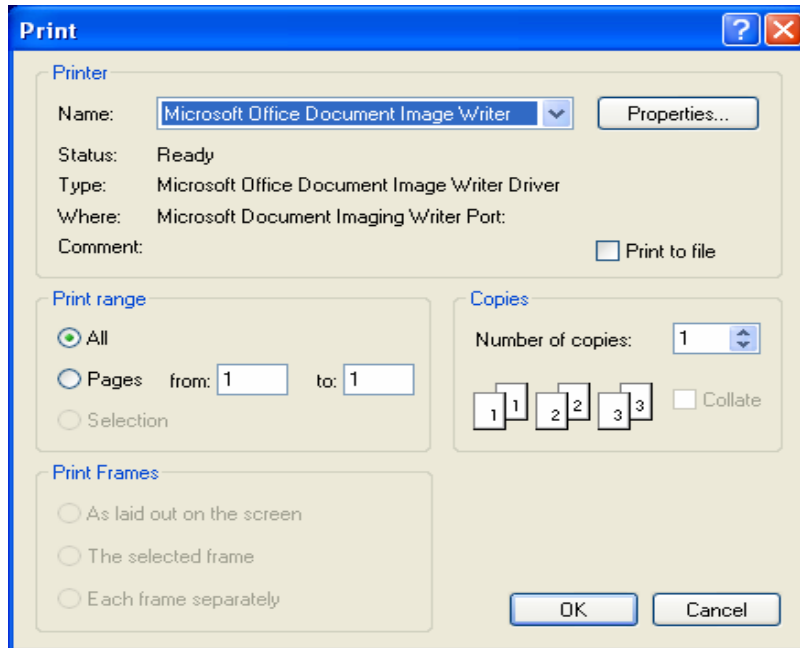 Print
Printer
Name: Microsoft Office Document Image Writer Properties...
Status: Ready
Type: Microsoft Office Document Image Writer Driver
Where: Microsoft Document Imaging Writer Port:
Comment: Print to file
Print range
All
Pages from: 1 to: 1
Selection
Copies
Number of copies: 1
1 1 2 2 3 3 Collate
Print Frames
As laid out on the screen
The selected frame
Each frame separately
OK Cancel